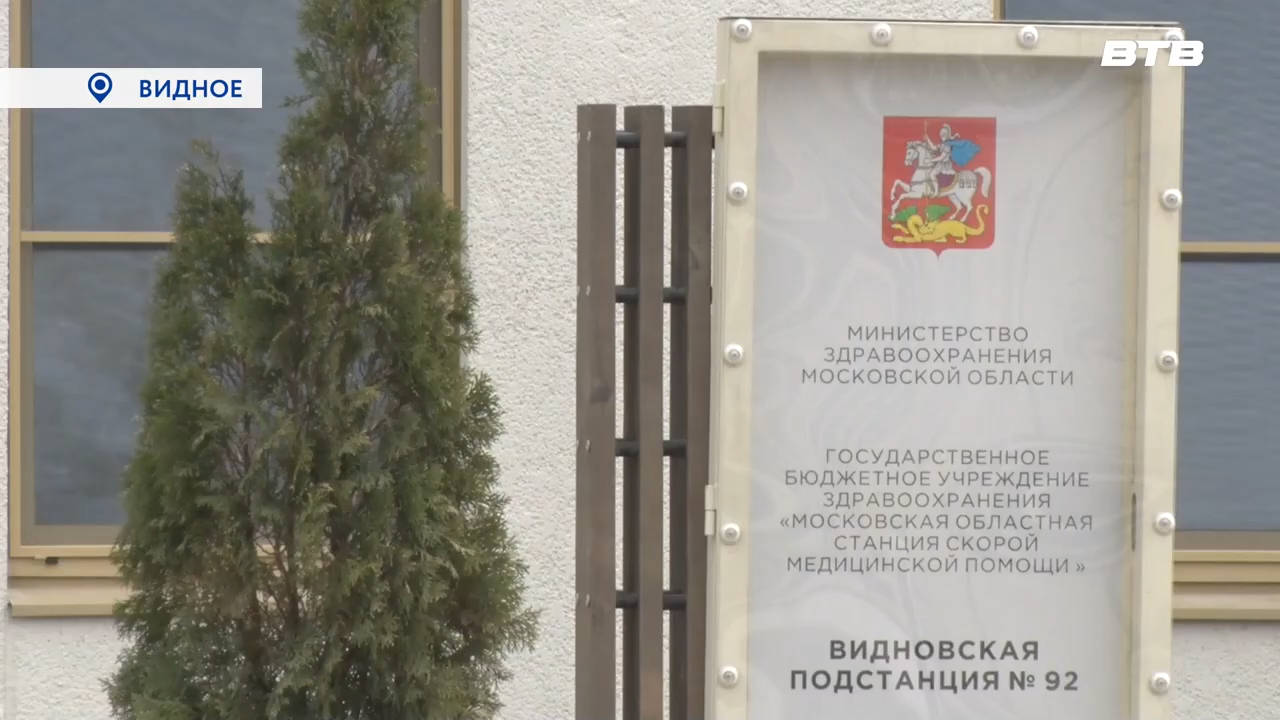 ВИДНОЕ
ВТВ
МИНИСТЕРСТВО
ЗДРАВООХРАНЕНИЯ
МОСКОВСКОЙ ОБЛАСТИ
ГОСУДАРСТВЕННОЕ
БЮДЖЕТНОЕ УЧРЕЖДЕНИЕ
ЗДРАВООХРАНЕНИЯ
«МОСКОВСКАЯ ОБЛАСТНАЯ
СТАНЦИЯ СКОРОЙ
МЕДИЦИНСКОЙ ПОМОЩИ »
ВИДНОВСКАЯ
ПОДСТАНЦИЯ № 92